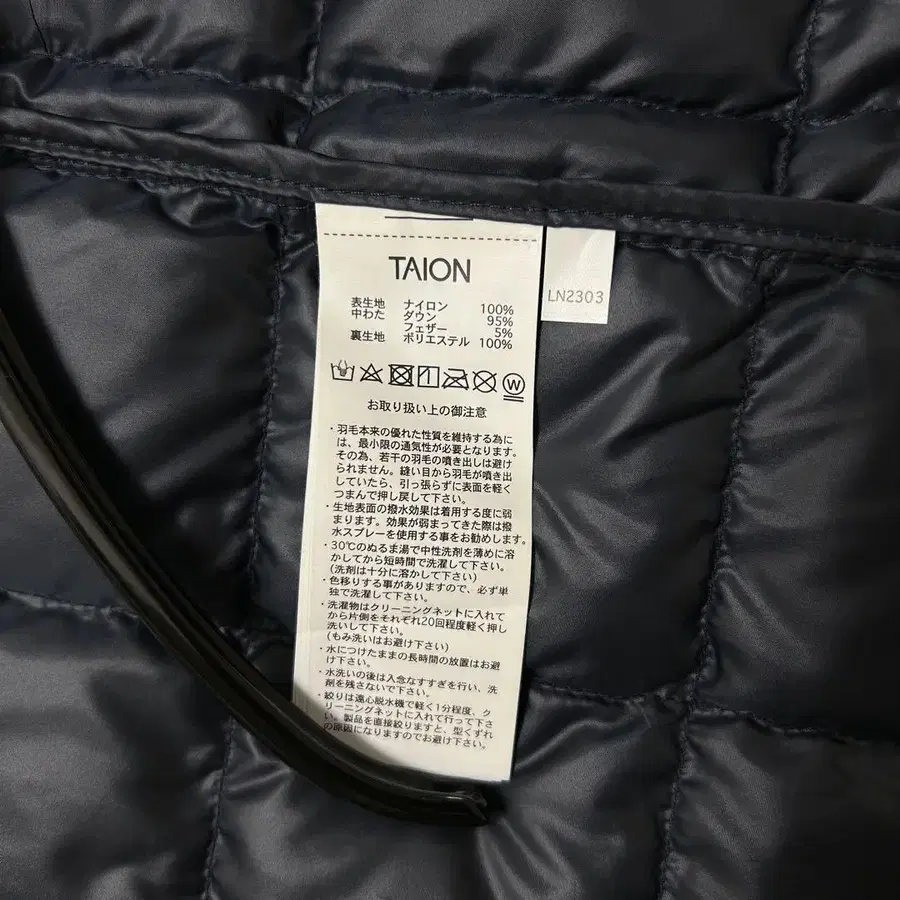 TAION
表生地 ナイロン 100%
中わた ダウン 95%
フェザー 5%
裏生地 ポリエステル 100%
LN2303
W
お取り扱い上の御注意
・羽毛本来の優れた性質を維持する為に
は、最小限の通気性が必要となります。
その為、若干の羽毛の噴き出しは避け
られません。縫い目から羽毛が噴き出
していたら、引っ張らずに表面を軽く
つまんで押し戻して下さい。
・生地表面の撥水効果は着用する度に弱
まります。効果が弱まってきた際は撥
水スプレーを使用する事をお勧めします。
・30℃のぬるま湯で中性洗剤を薄めに溶
かしてから短時間で洗濯して下さい。
(洗剤は十分に溶かして下さい)
・色移りする事がありますので、必ず単
独で洗濯して下さい。
・洗濯物はクリーニングネットに入れて
から片側をそれぞれ20回程度軽く押し
洗いして下さい。
(もみ洗いはお避け下さい)
・水につけたままの長時間の放置はお避
け下さい。
・水洗いの後は入念なすすぎを行い、洗
剤を残さないで下さい。
・絞りは遠心脱水機で軽く1分程度、ク
リーニングネットに入れて行って下さ
い。製品を直接絞りますと、型くずれ
の原因になりますのでお避け下さい。